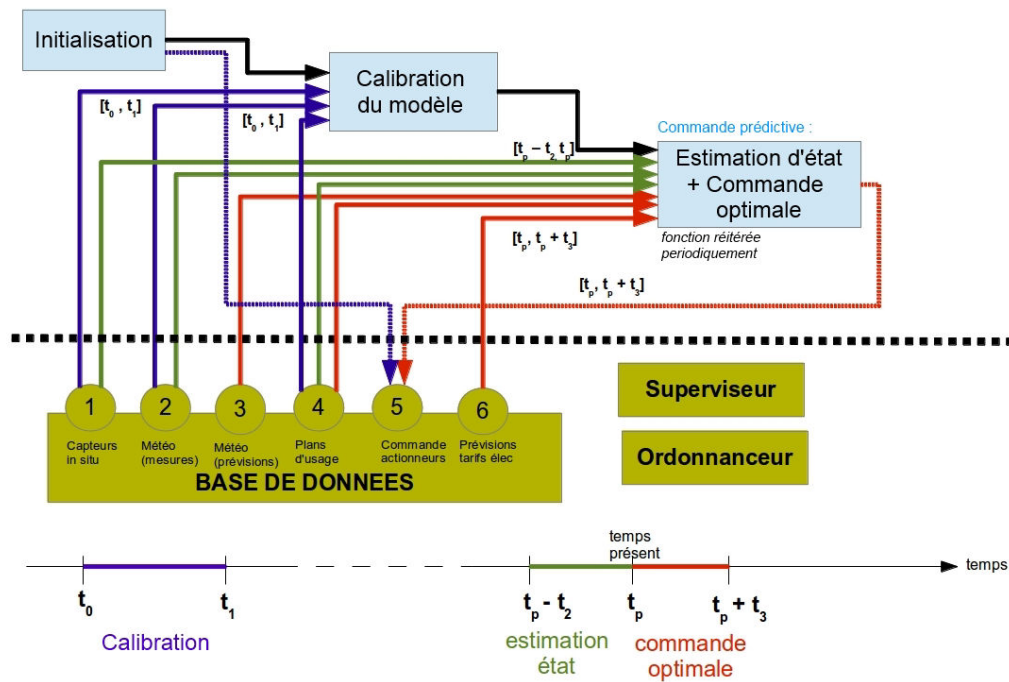 Initialisation
Calibration
du modèle
[t0 , t1]
[t0 , t1]
Commande prédictive :
[tp – t2, tp]
Estimation d'état
+ Commande
optimale
fonction réitérée
periodiquement
[tp, tp + t3]
[tp, tp + t3]
1
2
3
4
5
6
Capteurs
in situ
Météo
(mesures)
Météo
(prévisions)
Plans
d'usage
Commande
actionneurs
Prévisions
tarifs élec
BASE DE DONNEES
Superviseur
Ordonnanceur
temps
présent
temps
t0
t1
tp - t2
tp
tp + t3
Calibration
estimation
état
commande
optimale